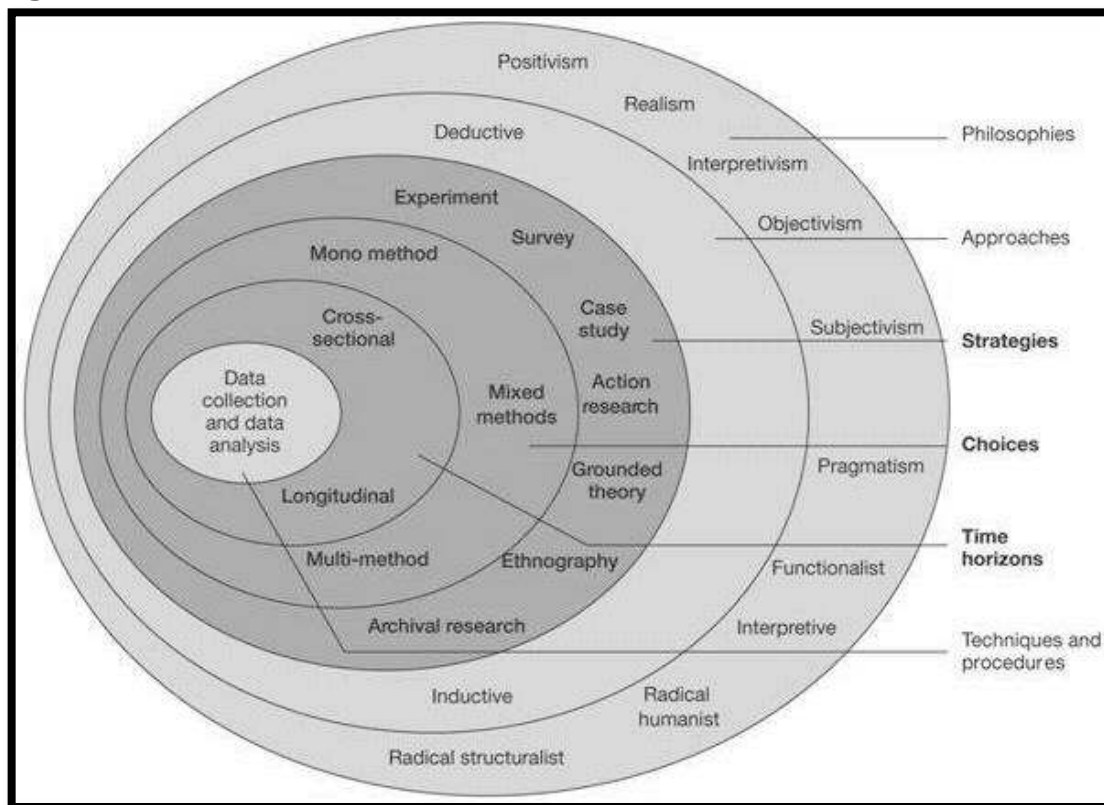 Positivism
Realism
Philosophies
Deductive
Interpretivism
Experiment
Objectivism
Approaches
Survey
Mono method
Case
study
Subjectivism
Strategies
Cross-
sectional
Data
collection
and data
analysis
Mixed
methods
Action
research
Choices
Grounded
theory
Pragmatism
Longitudinal
Time
horizons
Multi-method
Ethnography
Functionalist
Archival research
Interpretive
Techniques and
procedures
Inductive
Radical
humanist
Radical structuralist